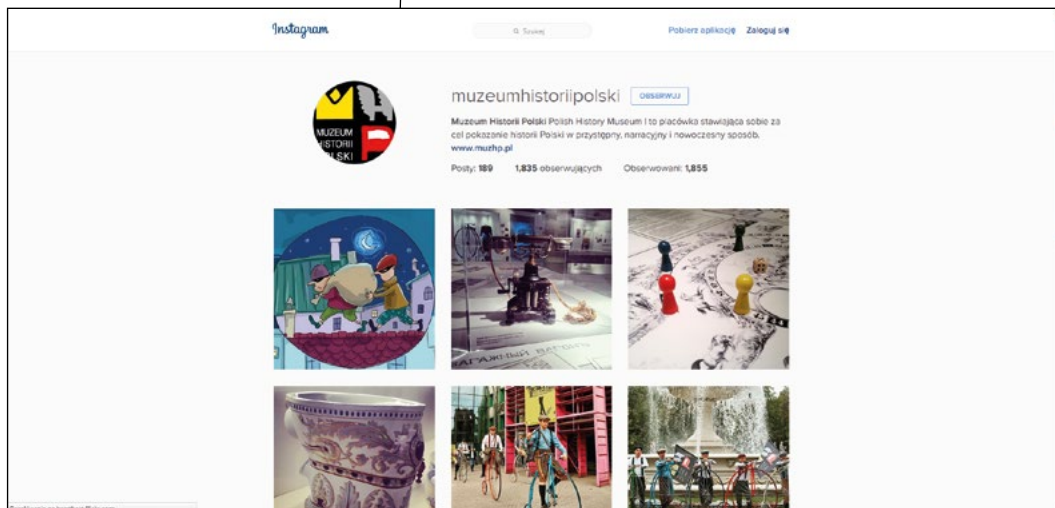 Instagram
Szukaj
Pobierz aplikację Zaloguj się
MUZEUM
HISTORII
POLSKI
muzeumhistoriipolski OBSERWUJ
Muzeum Historii Polski Polish History Museum I to placówka stawiająca sobie za
cel pokazanie historii Polski w przystępny, narracyjny i nowoczesny sposób.
www.muzhp.pl
Posty: 189 1,835 obserwujących Obserwowani: 1,855